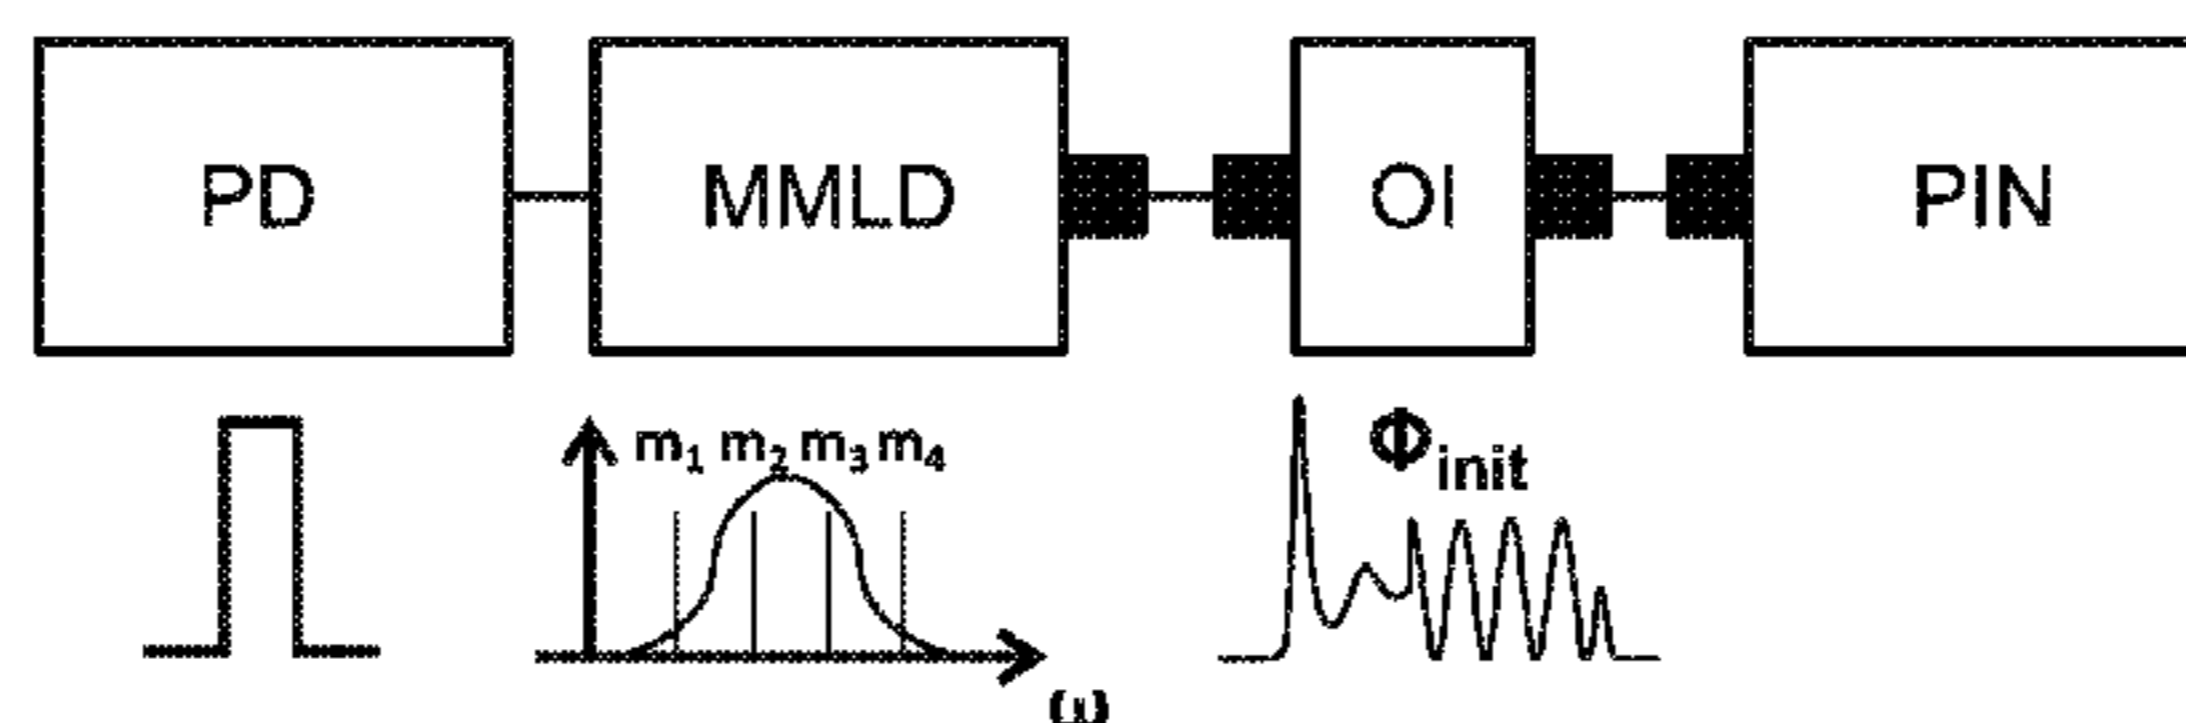 PD MMLD OI PIN
m₁ m₂ m₃ m₄
Φinit
ω